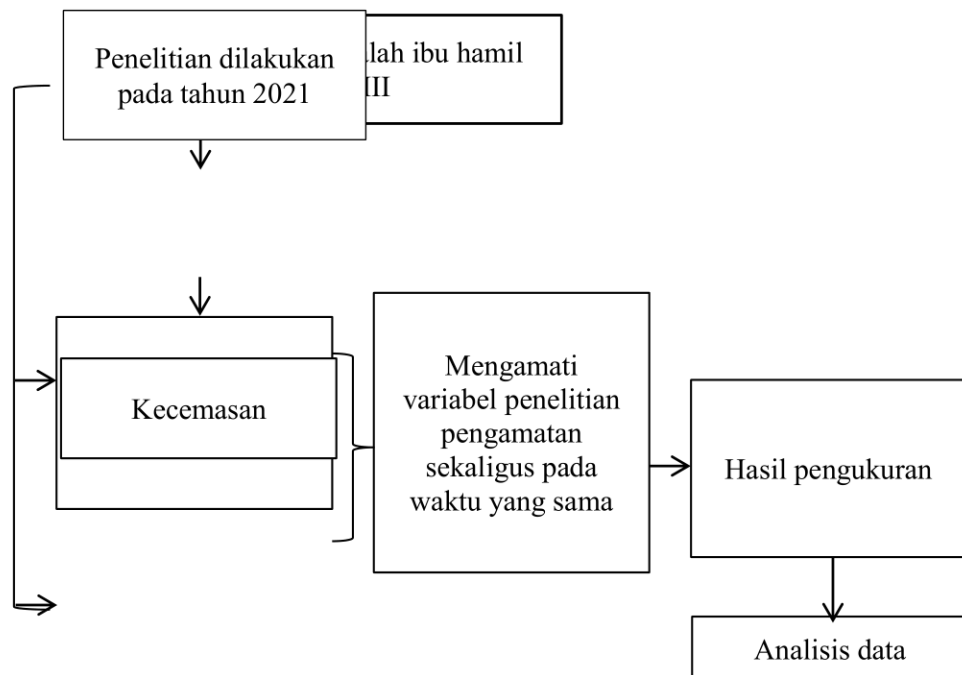 Penelitian dilakukan
pada tahun 2021
ibu hamil
III
Kecemasan
Mengamati
variabel penelitian
pengamatan
sekaligus pada
waktu yang sama
Hasil pengukuran
Analisis data